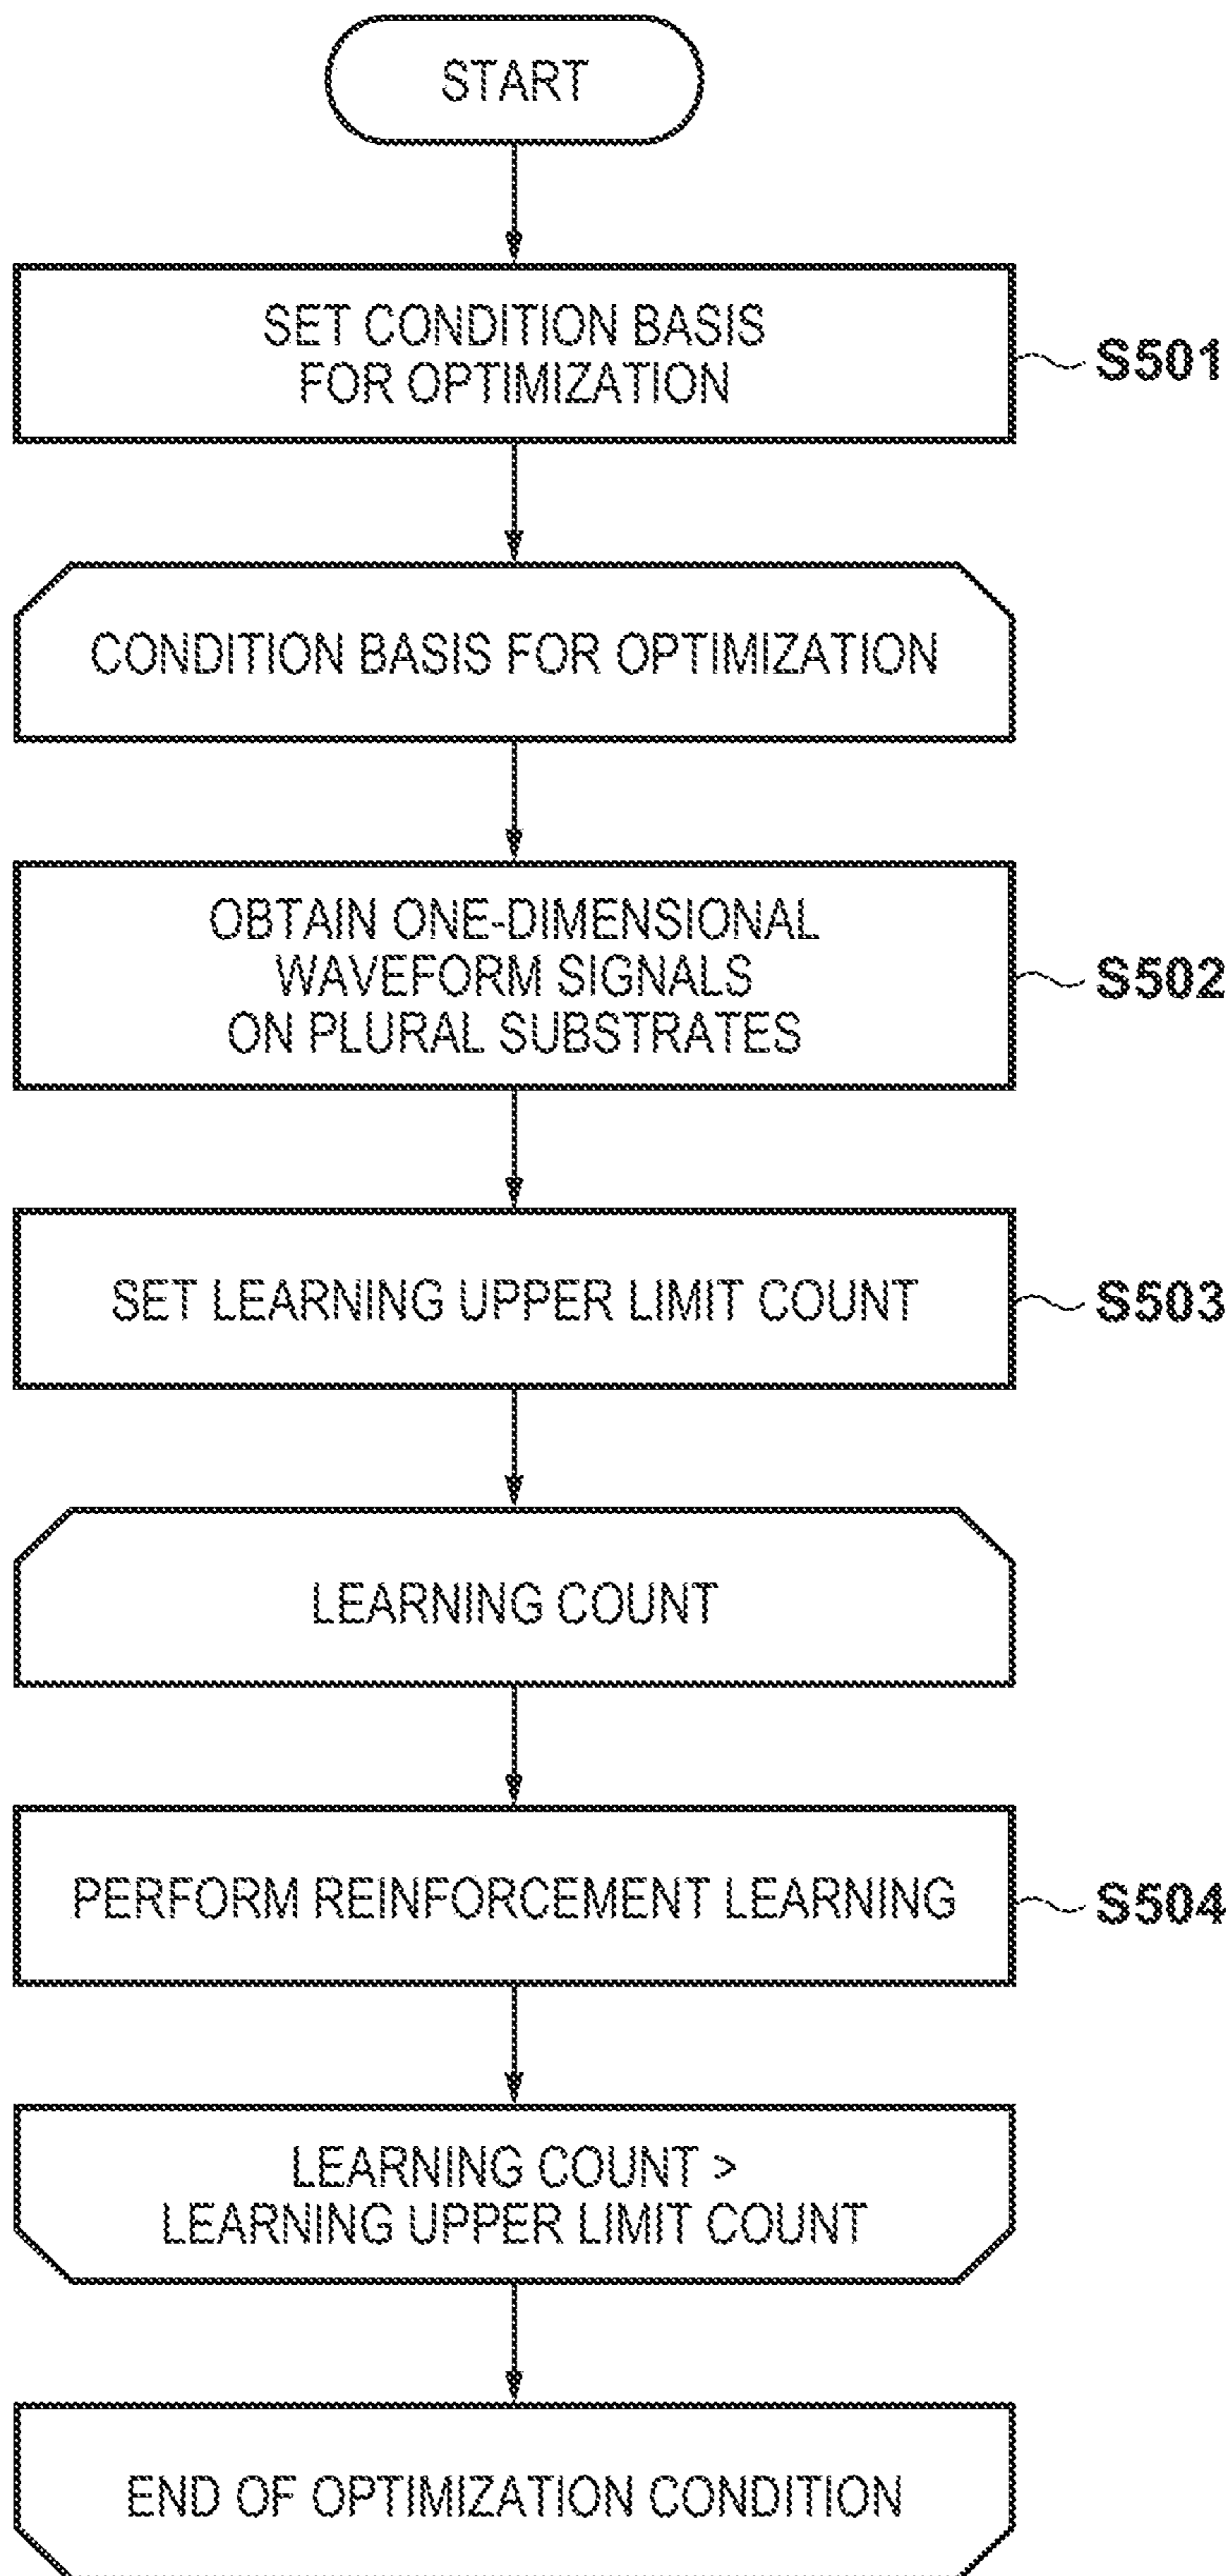 START
SET CONDITION BASIS
FOR OPTIMIZATION
S501
CONDITION BASIS FOR OPTIMIZATION
OBTAIN ONE-DIMENSIONAL
WAVEFORM SIGNALS
ON PLURAL SUBSTRATES
S502
SET LEARNING UPPER LIMIT COUNT
S503
LEARNING COUNT
PERFORM REINFORCEMENT LEARNING
S504
LEARNING COUNT >
LEARNING UPPER LIMIT COUNT
END OF OPTIMIZATION CONDITION